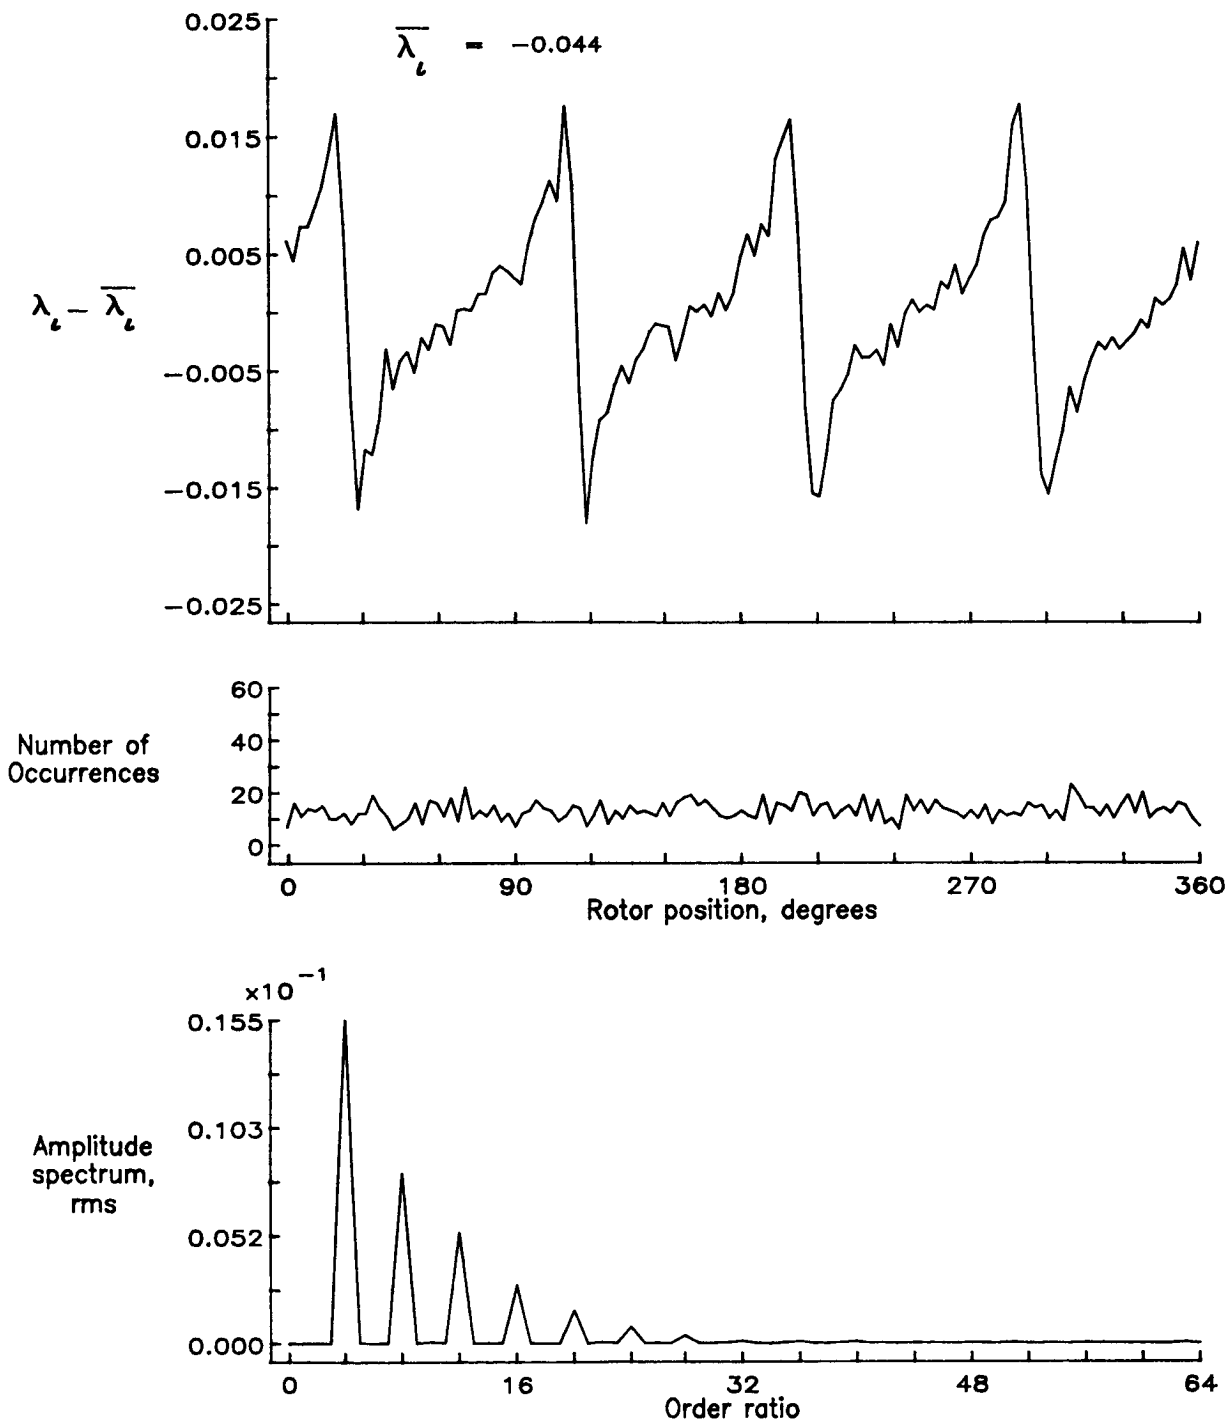 0.025
λ̅ι = −0.044
0.015
0.005
λι − λ̅ι
−0.005
−0.015
−0.025
60
Number of
Occurrences
40
20
0
0 90 180 270 360
Rotor position, degrees
×10⁻¹
0.155
0.103
Amplitude
spectrum,
rms
0.052
0.000
0 16 32 48 64
Order ratio